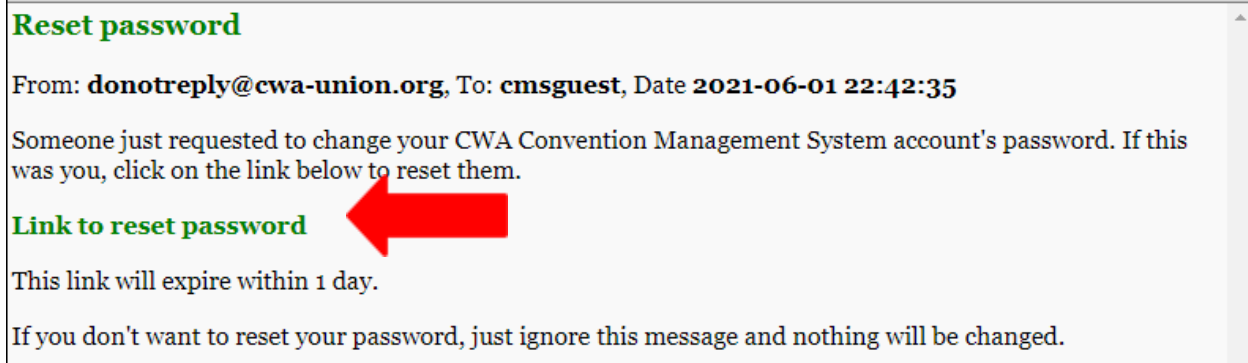 Reset password
From: donotreply@cwa-union.org, To: cmsguest, Date 2021-06-01 22:42:35
Someone just requested to change your CWA Convention Management System account's password. If this
was you, click on the link below to reset them.
Link to reset password
This link will expire within 1 day.
If you don't want to reset your password, just ignore this message and nothing will be changed.